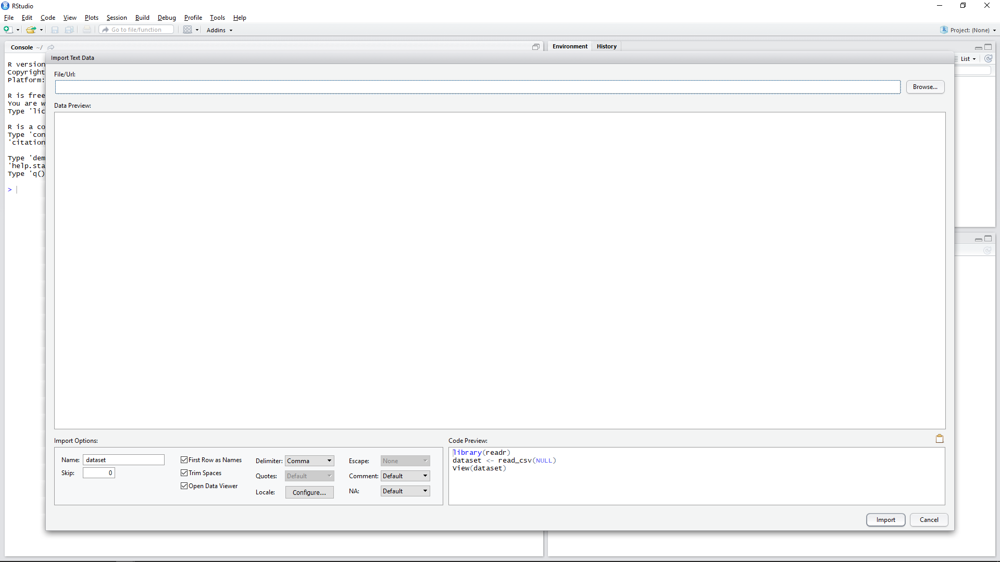 RStudio
File Edit Code View Plots Session Build Debug Profile Tools Help
Go to file/function Addins Project: (None)
Console ~/ Environment History
Import Text Data
List
R version
Copyright
Platform:
R is free
You are w
Type 'lic
R is a co
Type 'con
'citation
Type 'dem
'help.sta
Type 'q()
>
File/Url:
Browse...
Data Preview:
Import Options:
Name: dataset
Skip: 0
First Row as Names
Trim Spaces
Open Data Viewer
Delimiter: Comma
Quotes: Default
Locale: Configure...
Escape: None
Comment: Default
NA: Default
Code Preview:
library(readr)
dataset <- read_csv(NULL)
View(dataset)
Import Cancel